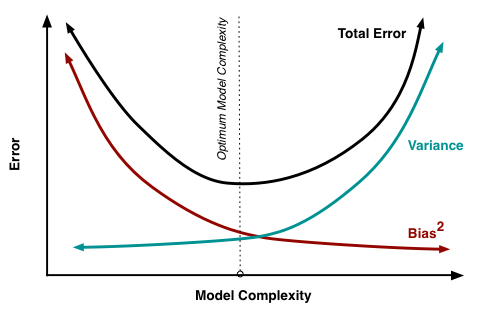 Total Error
Optimum Model Complexity
Variance
Error
Bias2
Model Complexity